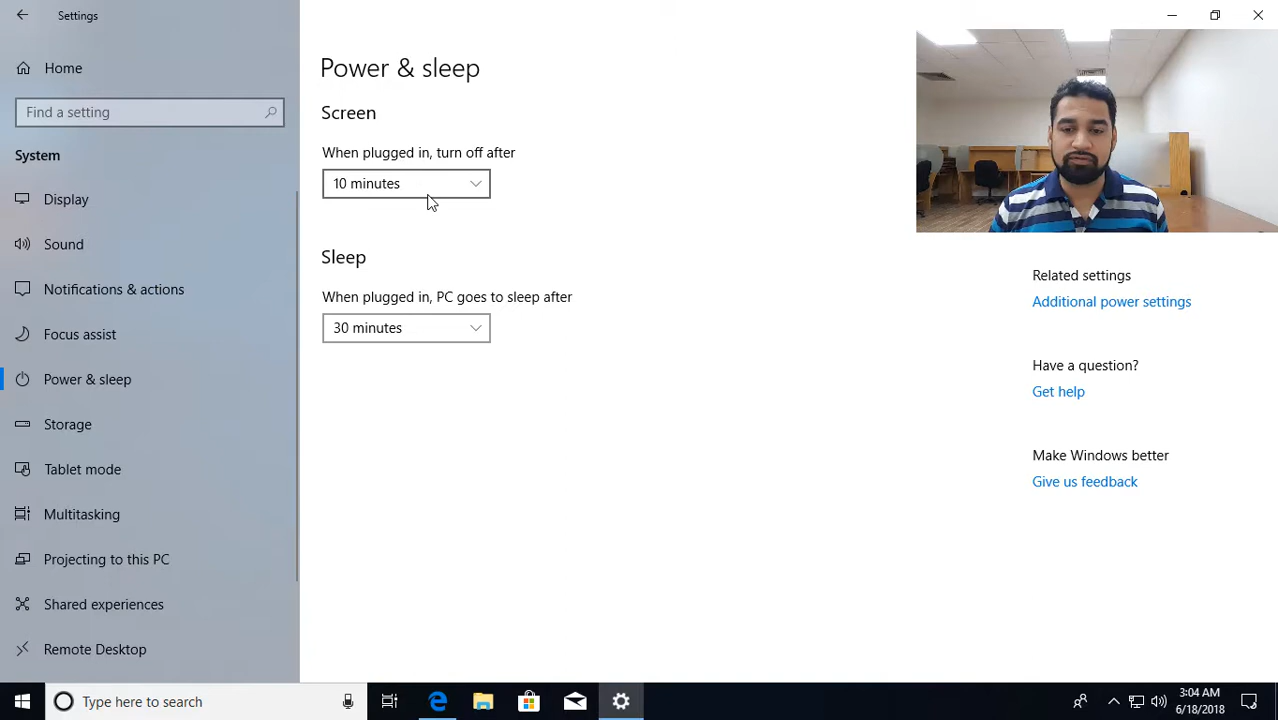 Settings
Home
Find a setting
System
Display
Sound
Notifications & actions
Focus assist
Power & sleep
Storage
Tablet mode
Multitasking
Projecting to this PC
Shared experiences
Remote Desktop
Power & sleep
Screen
When plugged in, turn off after
10 minutes
Sleep
When plugged in, PC goes to sleep after
30 minutes
Related settings
Additional power settings
Have a question?
Get help
Make Windows better
Give us feedback
Type here to search
3:04 AM
6/18/2018